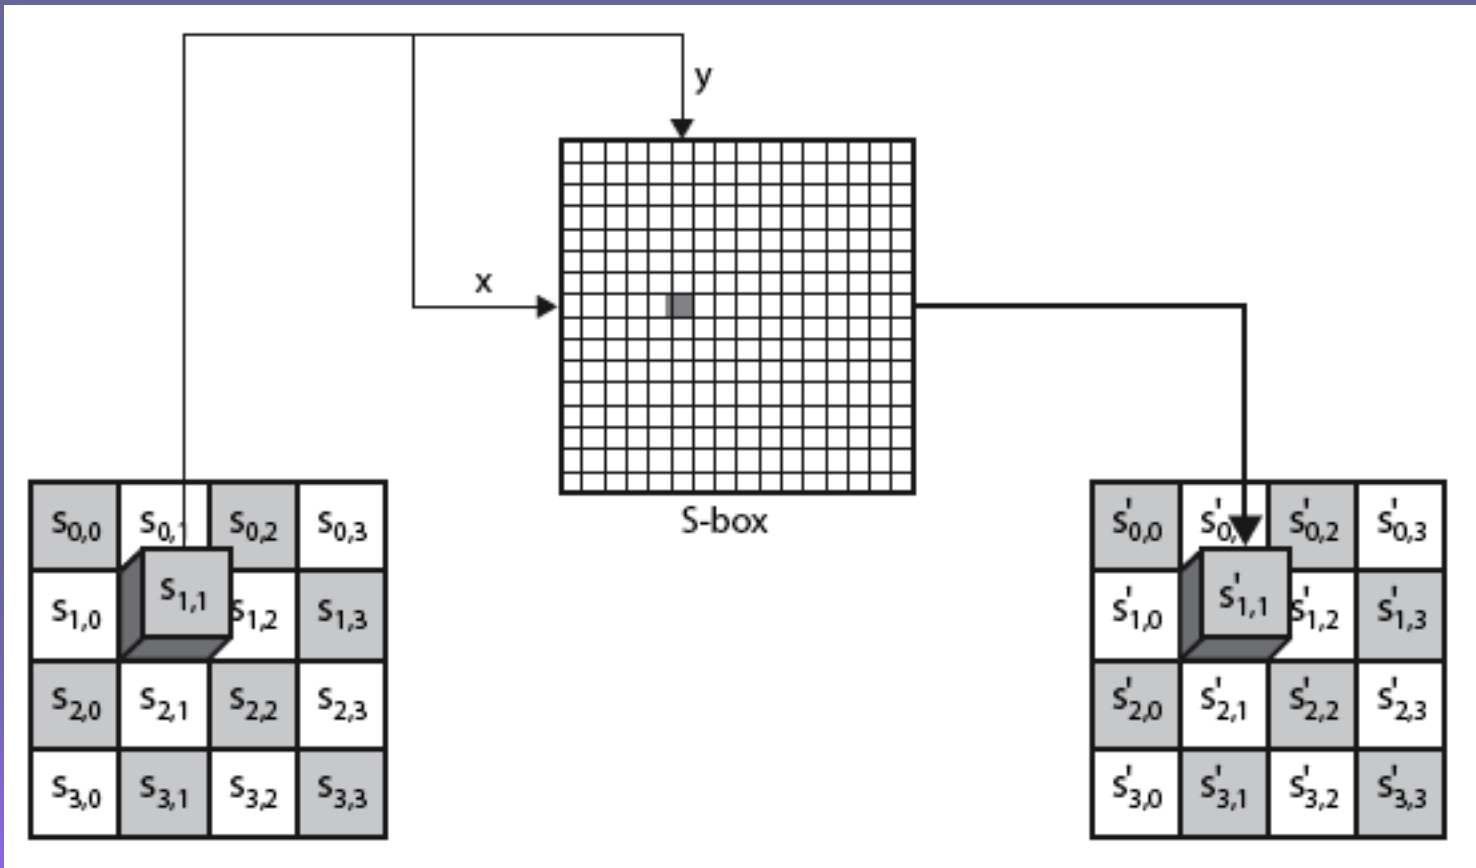 y
x
S-box
s0,0 s0,1 s0,2 s0,3
s1,0 s1,1 s1,2 s1,3
s2,0 s2,1 s2,2 s2,3
s3,0 s3,1 s3,2 s3,3
s'0,0 s'0, s'0,2 s'0,3
s'1,0 s'1,1 s'1,2 s'1,3
s'2,0 s'2,1 s'2,2 s'2,3
s'3,0 s'3,1 s'3,2 s'3,3